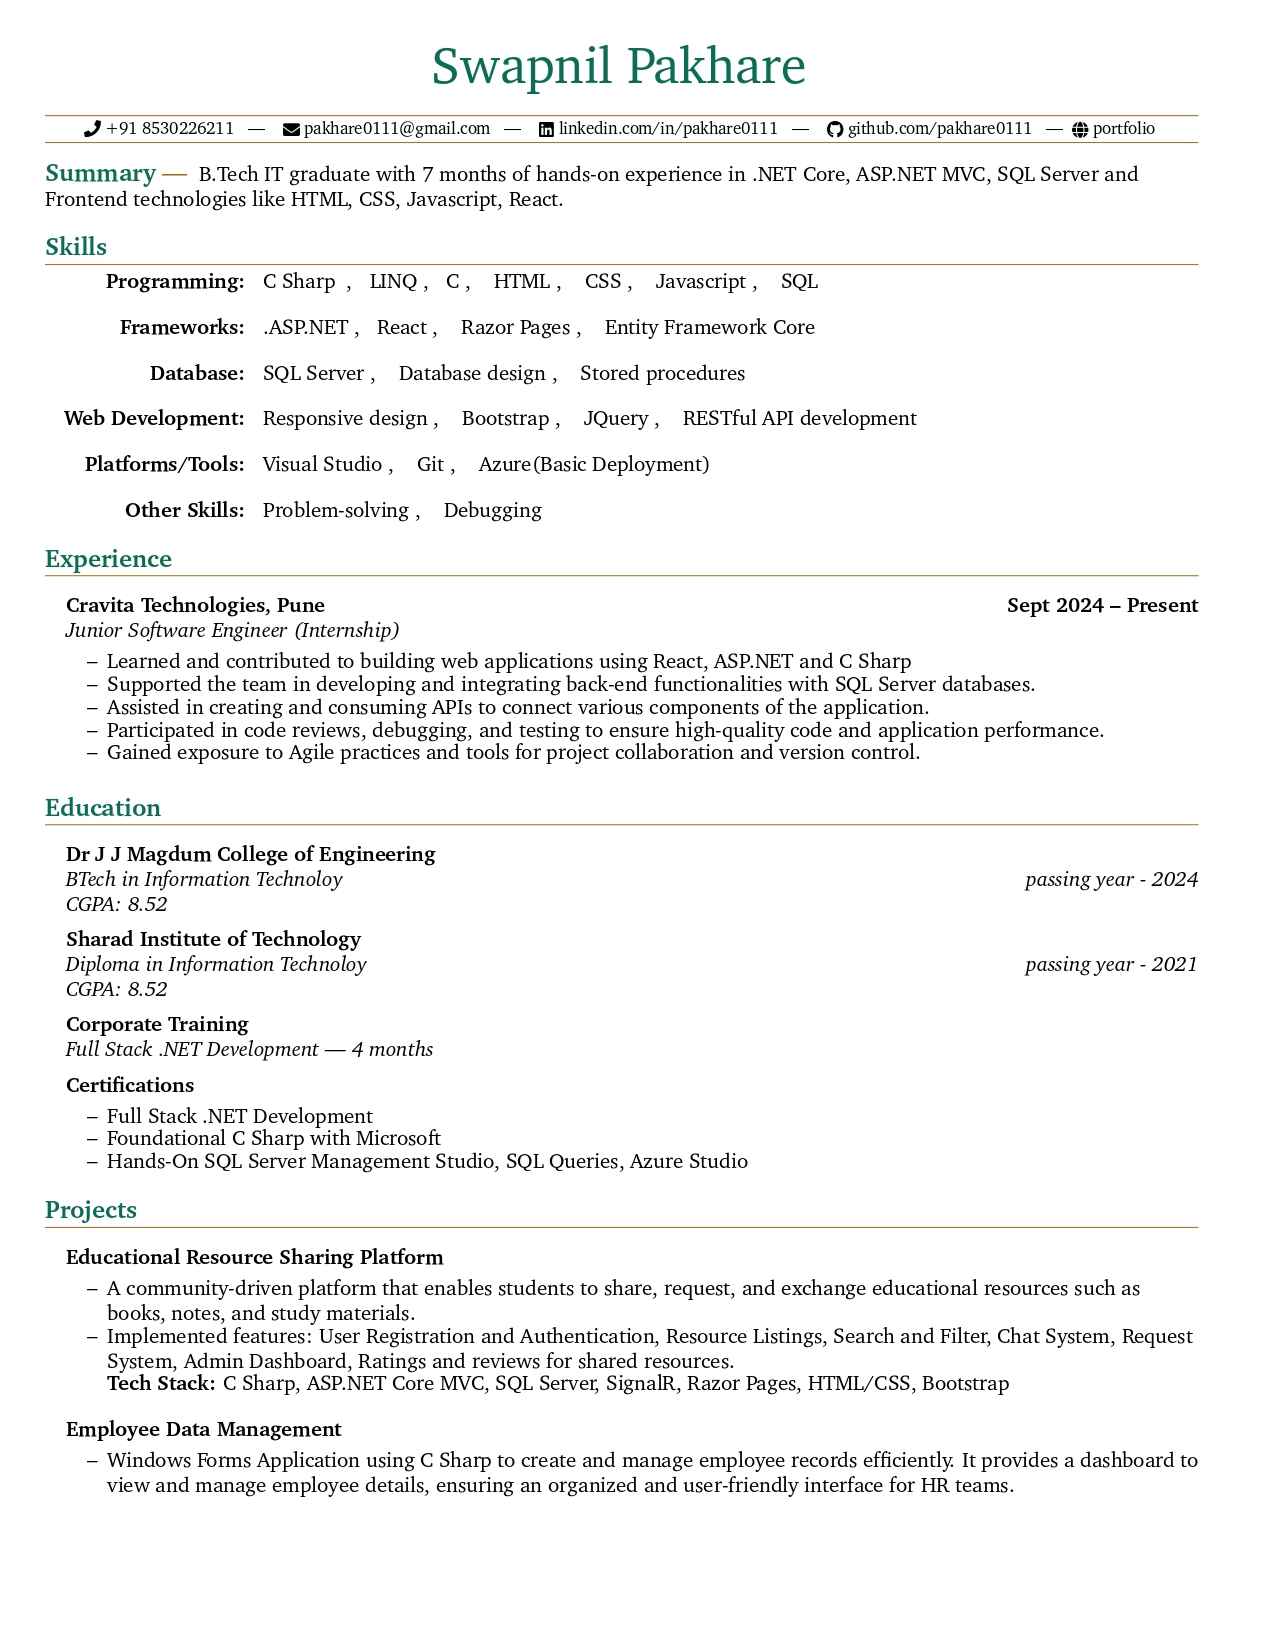 Swapnil Pakhare
+91 8530226211 — pakhare0111@gmail.com — linkedin.com/in/pakhare0111 — github.com/pakhare0111 — portfolio
Summary — B.Tech IT graduate with 7 months of hands-on experience in .NET Core, ASP.NET MVC, SQL Server and
Frontend technologies like HTML, CSS, Javascript, React.
Skills
Programming: C Sharp , LINQ , C , HTML , CSS , Javascript , SQL
Frameworks: .ASP.NET , React , Razor Pages , Entity Framework Core
Database: SQL Server , Database design , Stored procedures
Web Development: Responsive design , Bootstrap , JQuery , RESTful API development
Platforms/Tools: Visual Studio , Git , Azure(Basic Deployment)
Other Skills: Problem-solving , Debugging
Experience
Cravita Technologies, Pune Sept 2024 – Present
Junior Software Engineer (Internship)
– Learned and contributed to building web applications using React, ASP.NET and C Sharp
– Supported the team in developing and integrating back-end functionalities with SQL Server databases.
– Assisted in creating and consuming APIs to connect various components of the application.
– Participated in code reviews, debugging, and testing to ensure high-quality code and application performance.
– Gained exposure to Agile practices and tools for project collaboration and version control.
Education
Dr J J Magdum College of Engineering
BTech in Information Technoloy passing year - 2024
CGPA: 8.52
Sharad Institute of Technology
Diploma in Information Technoloy passing year - 2021
CGPA: 8.52
Corporate Training
Full Stack .NET Development — 4 months
Certifications
– Full Stack .NET Development
– Foundational C Sharp with Microsoft
– Hands-On SQL Server Management Studio, SQL Queries, Azure Studio
Projects
Educational Resource Sharing Platform
– A community-driven platform that enables students to share, request, and exchange educational resources such as
books, notes, and study materials.
– Implemented features: User Registration and Authentication, Resource Listings, Search and Filter, Chat System, Request
System, Admin Dashboard, Ratings and reviews for shared resources.
Tech Stack: C Sharp, ASP.NET Core MVC, SQL Server, SignalR, Razor Pages, HTML/CSS, Bootstrap
Employee Data Management
– Windows Forms Application using C Sharp to create and manage employee records efficiently. It provides a dashboard to
view and manage employee details, ensuring an organized and user-friendly interface for HR teams.